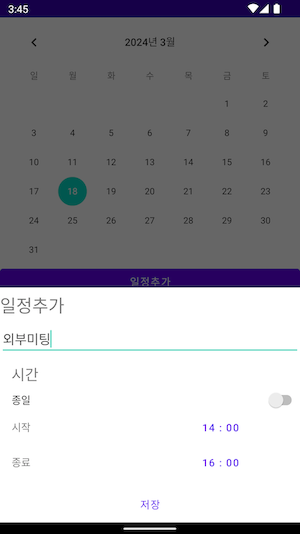 3:45
2024년 3월
일 월 화 수 목 금 토
1 2
3 4 5 6 7 8 9
10 11 12 13 14 15 16
17 18 19 20 21 22 23
24 25 26 27 28 29 30
31
일정추가
일정추가
외부미팅
시간
종일
시작 14 : 00
종료 16 : 00
저장